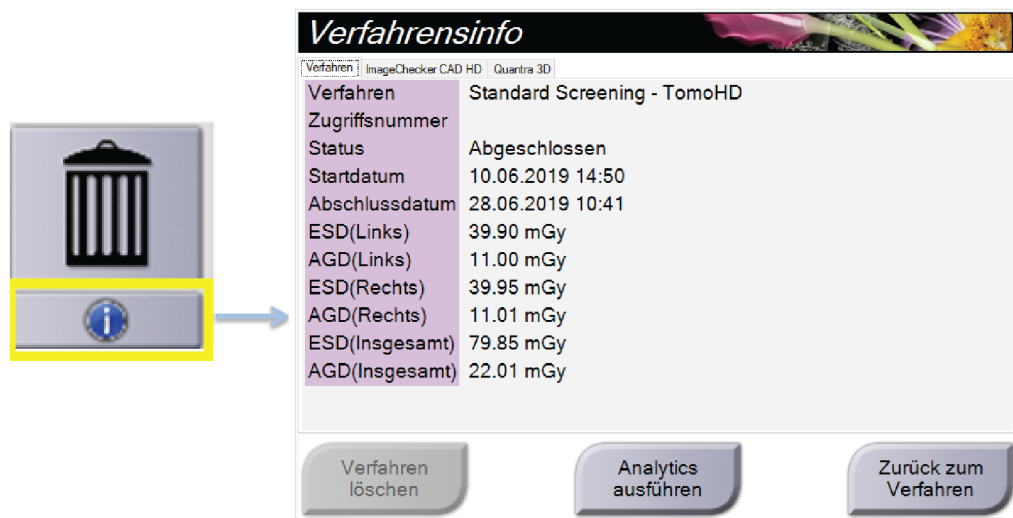 Verfahrensinfo
Verfahren ImageChecker CAD HD Quantra 3D
Verfahren Standard Screening - TomoHD
Zugriffsnummer
Status Abgeschlossen
Startdatum 10.06.2019 14:50
Abschlussdatum 28.06.2019 10:41
ESD(Links) 39.90 mGy
AGD(Links) 11.00 mGy
ESD(Rechts) 39.95 mGy
AGD(Rechts) 11.01 mGy
ESD(Insgesamt) 79.85 mGy
AGD(Insgesamt) 22.01 mGy
Verfahren
löschen
Analytics
ausführen
Zurück zum
Verfahren